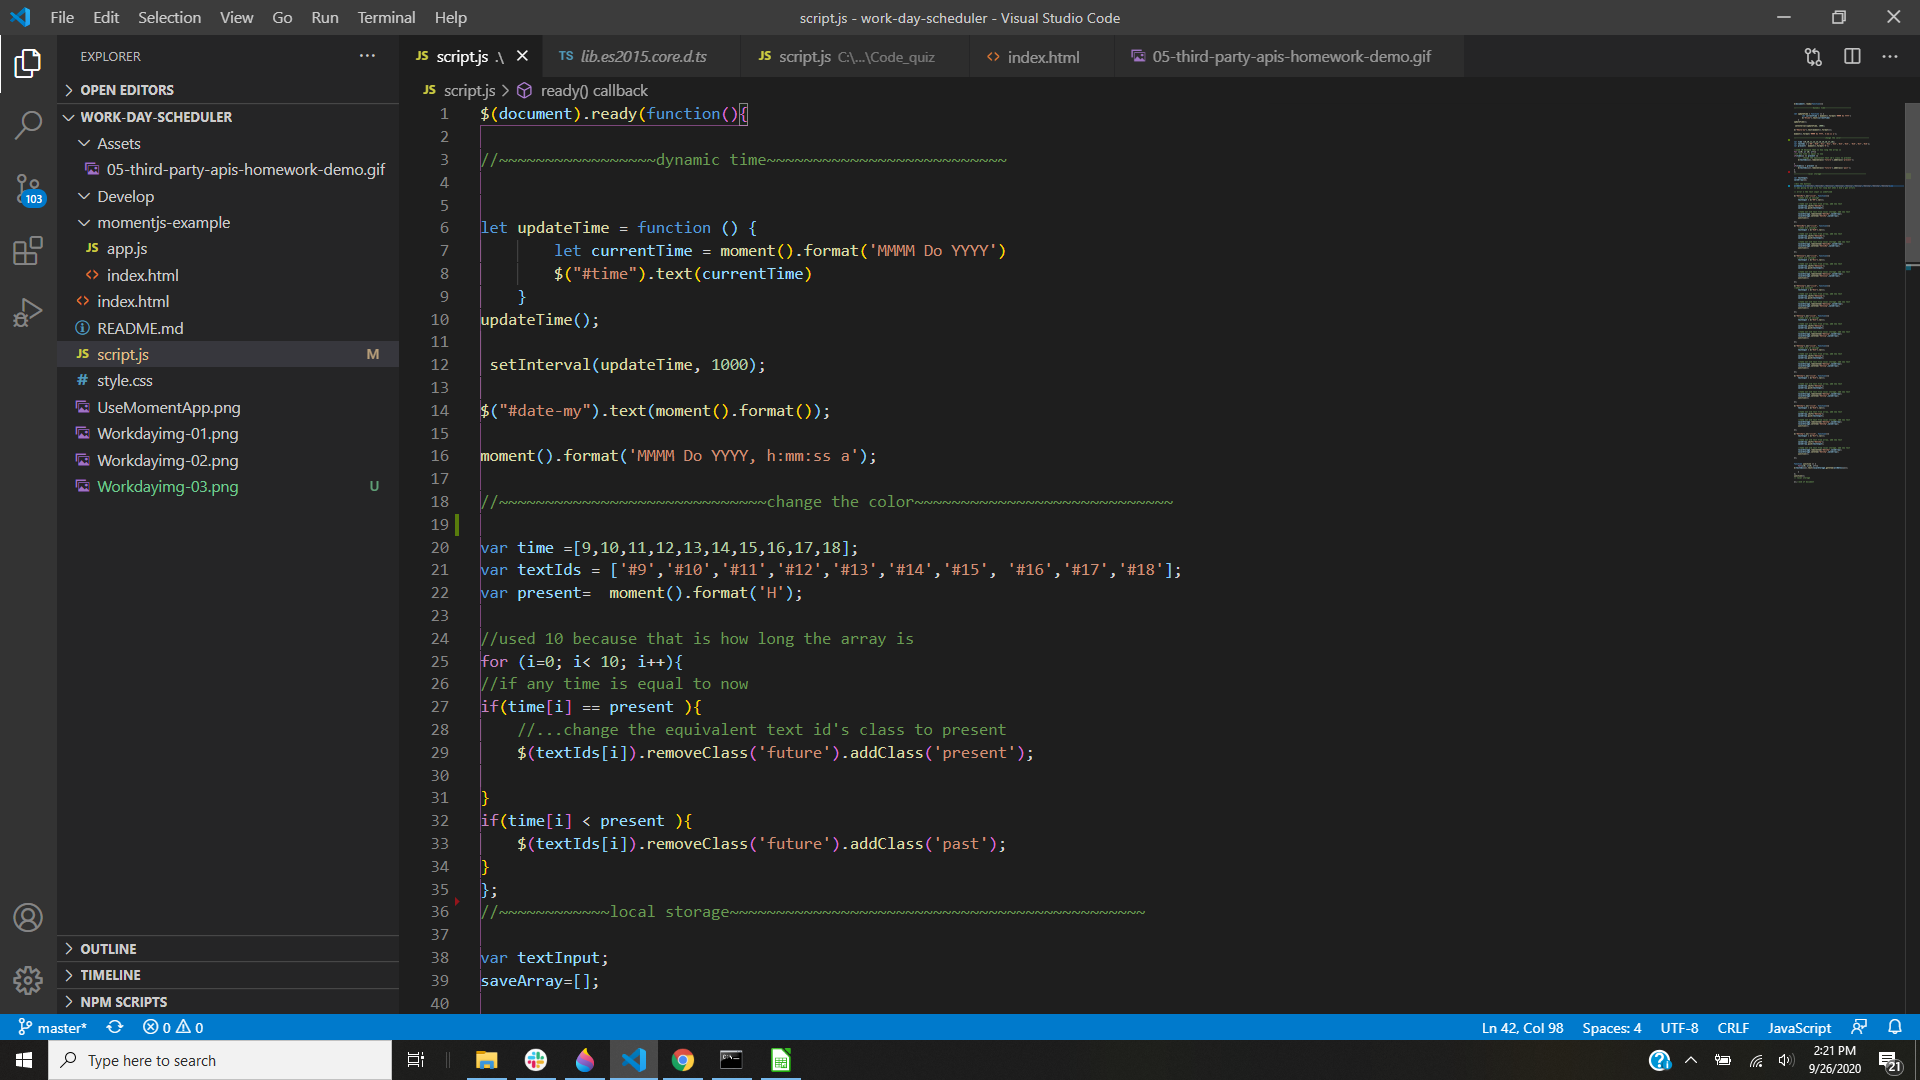 File Edit Selection View Go Run Terminal Help
script.js - work-day-scheduler - Visual Studio Code
EXPLORER
OPEN EDITORS
WORK-DAY-SCHEDULER
Assets
05-third-party-apis-homework-demo.gif
Develop
momentjs-example
JS app.js
<> index.html
<> index.html
README.md
JS script.js M
# style.css
UseMomentApp.png
Workdayimg-01.png
Workdayimg-02.png
Workdayimg-03.png U
OUTLINE
TIMELINE
NPM SCRIPTS
103
JS script.js .\
TS lib.es2015.core.d.ts
JS script.js C:\...\Code_quiz
<> index.html
05-third-party-apis-homework-demo.gif
JS script.js > ready() callback
1 $(document).ready(function(){
2
3 //~~~~~~~~~~~~~~~~~dynamic time~~~~~~~~~~~~~~~~~~~~~~~~~~
4
5
6 let updateTime = function () {
7 let currentTime = moment().format('MMMM Do YYYY')
8 $("#time").text(currentTime)
9 }
10 updateTime();
11
12 setInterval(updateTime, 1000);
13
14 $("#date-my").text(moment().format());
15
16 moment().format('MMMM Do YYYY, h:mm:ss a');
17
18 //~~~~~~~~~~~~~~~~~~~~~~~~~~~~~change the color~~~~~~~~~~~~~~~~~~~~~~~~~~~~
19
20 var time =[9,10,11,12,13,14,15,16,17,18];
21 var textIds = ['#9','#10','#11','#12','#13','#14','#15', '#16','#17','#18'];
22 var present=  moment().format('H');
23
24 //used 10 because that is how long the array is
25 for (i=0; i< 10; i++){
26 //if any time is equal to now
27 if(time[i] == present ){
28 //...change the equivalent text id's class to present
29 $(textIds[i]).removeClass('future').addClass('present');
30
31 }
32 if(time[i] < present ){
33 $(textIds[i]).removeClass('future').addClass('past');
34 }
35 };
36 //~~~~~~~~~~~~local storage~~~~~~~~~~~~~~~~~~~~~~~~~~~~~~~~~~~~~~~~~~~~~
37
38 var textInput;
39 saveArray=[];
40
master* 0 0
Ln 42, Col 98 Spaces: 4 UTF-8 CRLF JavaScript
Type here to search
2:21 PM
9/26/2020
21